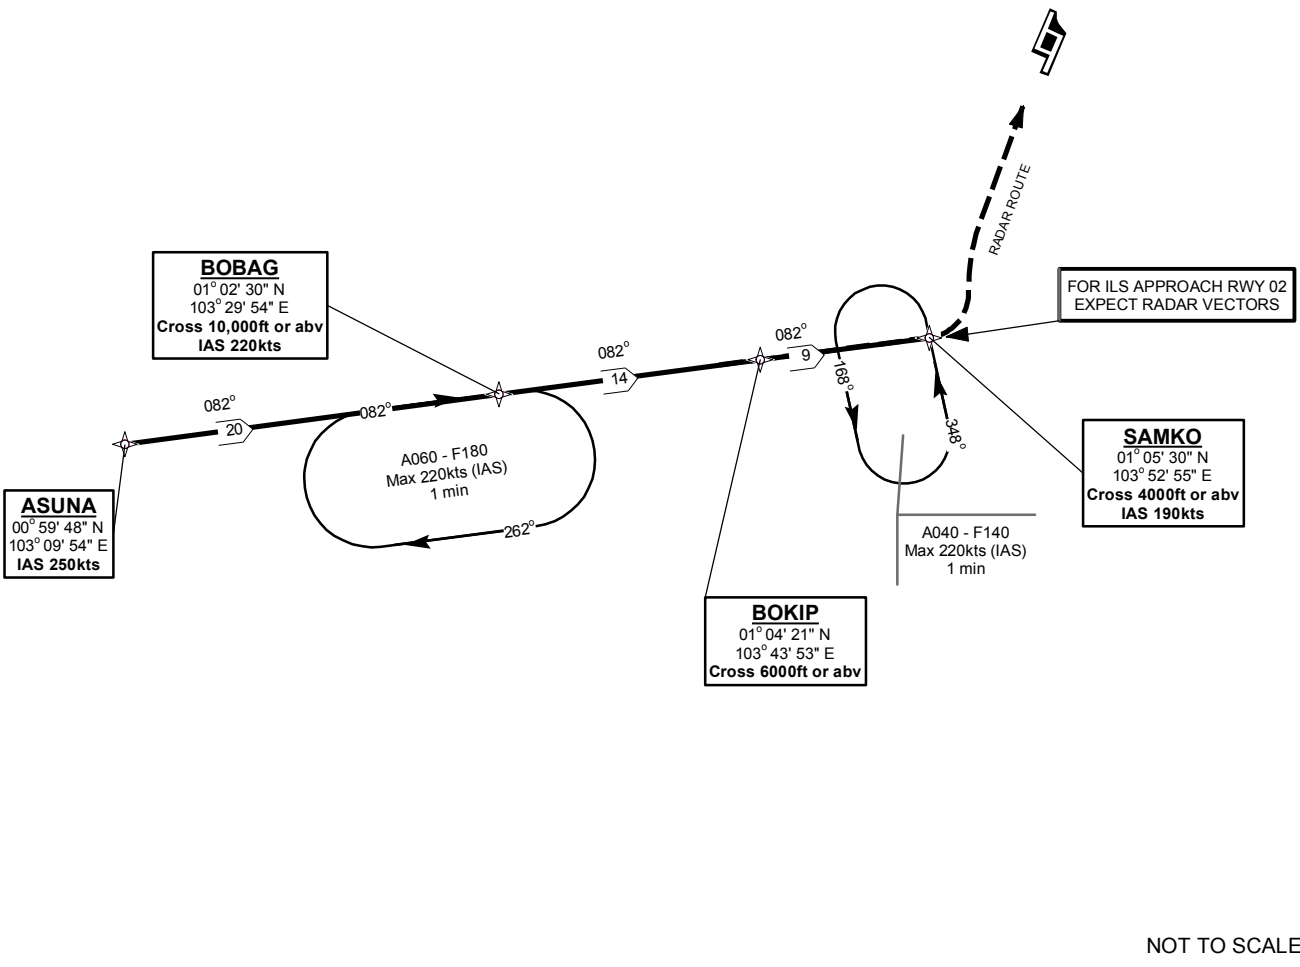 RADAR ROUTE
BOBAG
01° 02' 30" N
103° 29' 54" E
Cross 10,000ft or abv
IAS 220kts
FOR ILS APPROACH RWY 02
EXPECT RADAR VECTORS
082°
9
082°
14
082°
20
082°
168°
348°
A060 - F180
Max 220kts (IAS)
1 min
262°
SAMKO
01° 05' 30" N
103° 52' 55" E
Cross 4000ft or abv
IAS 190kts
ASUNA
00° 59' 48" N
103° 09' 54" E
IAS 250kts
A040 - F140
Max 220kts (IAS)
1 min
BOKIP
01° 04' 21" N
103° 43' 53" E
Cross 6000ft or abv
NOT TO SCALE